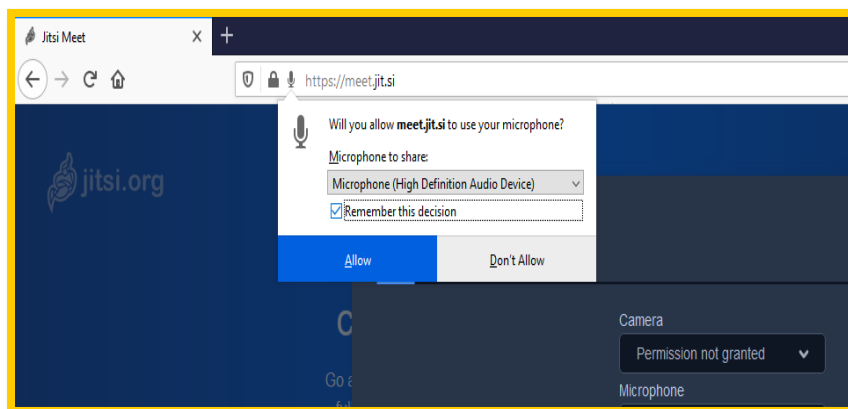 Jitsi Meet
https://meet.jit.si
Will you allow meet.jit.si to use your microphone?
Microphone to share:
Microphone (High Definition Audio Device)
Remember this decision
Allow
Don't Allow
jitsi.org
Camera
Permission not granted
Microphone
Go